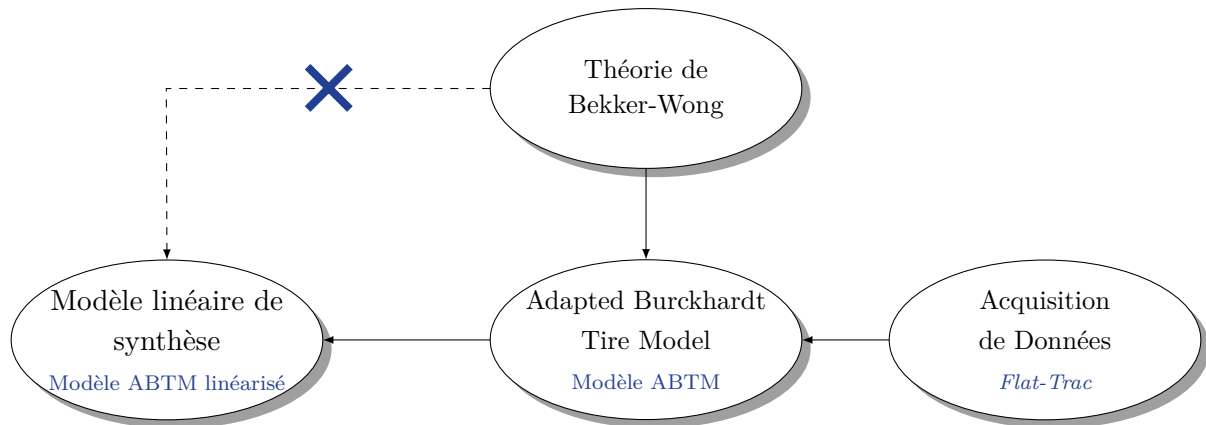 Théorie de
Bekker-Wong
Modèle linéaire de
synthèse
Modèle ABTM linéarisé
Adapted Burckhardt
Tire Model
Modèle ABTM
Acquisition
de Données
Flat-Trac